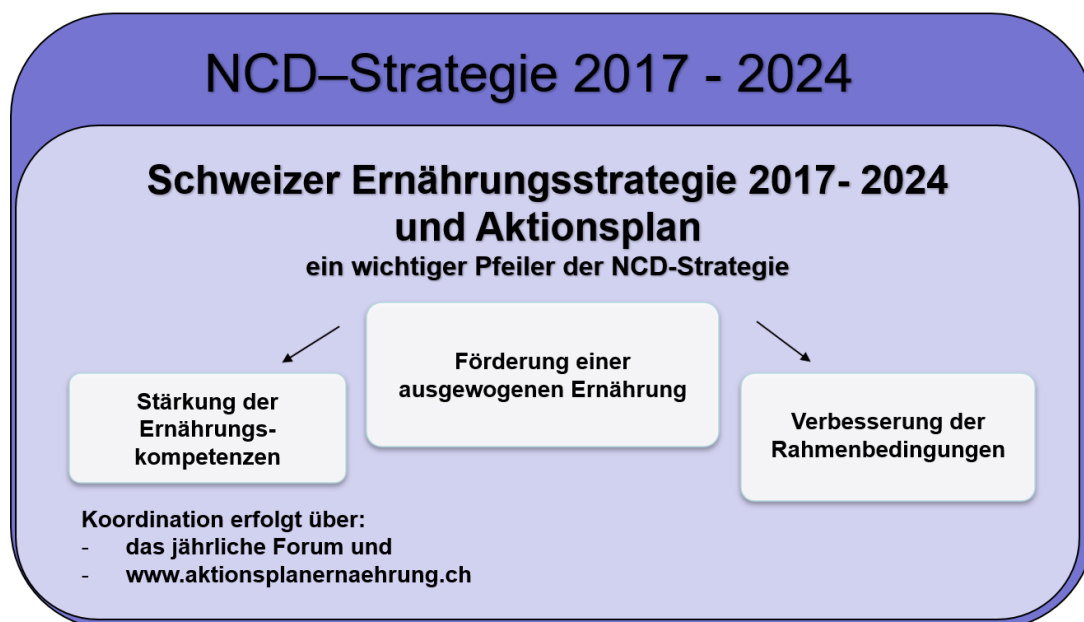 NCD–Strategie 2017 - 2024
Schweizer Ernährungsstrategie 2017- 2024
und Aktionsplan
ein wichtiger Pfeiler der NCD-Strategie
Förderung einer
ausgewogenen Ernährung
Stärkung der
Ernährungs-
kompetenzen
Verbesserung der
Rahmenbedingungen
Koordination erfolgt über:
- das jährliche Forum und
- www.aktionsplanernaehrung.ch